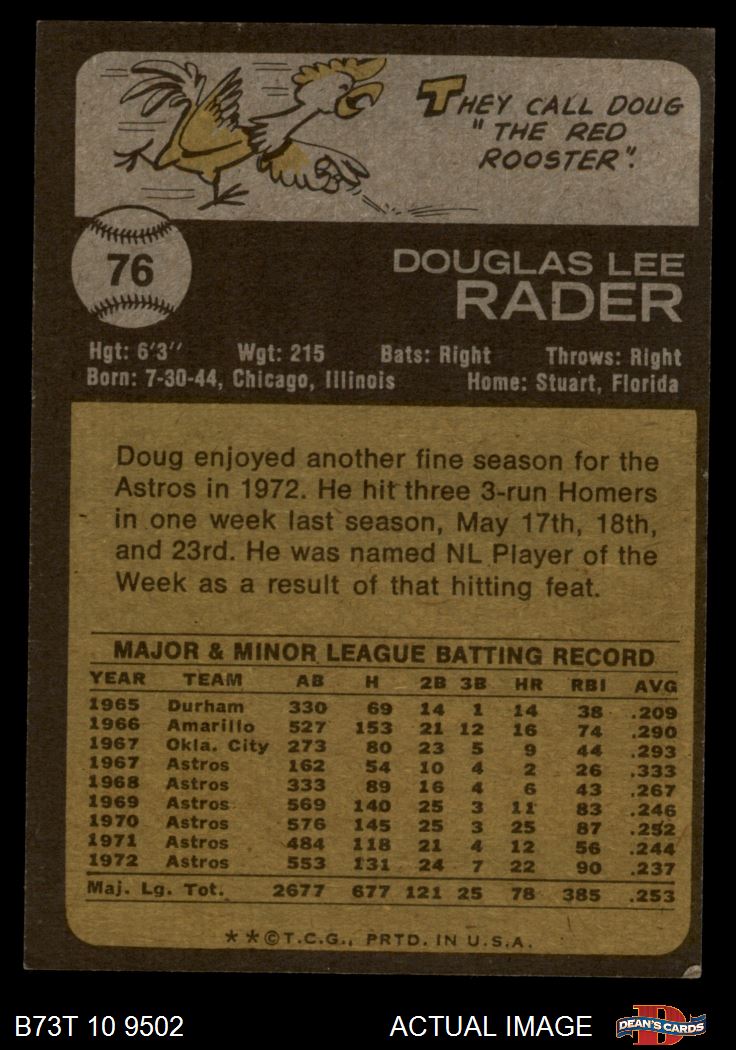 THEY CALL DOUG
"THE RED
ROOSTER".
76
DOUGLAS LEE
RADER
Hgt: 6'3" Wgt: 215 Bats: Right Throws: Right
Born: 7-30-44, Chicago, Illinois Home: Stuart, Florida
Doug enjoyed another fine season for the
Astros in 1972. He hit three 3-run Homers
in one week last season, May 17th, 18th,
and 23rd. He was named NL Player of the
Week as a result of that hitting feat.
MAJOR & MINOR LEAGUE BATTING RECORD
YEAR TEAM AB H 2B 3B HR RBI AVG
1965 Durham 330 69 14 1 14 38 .209
1966 Amarillo 527 153 21 12 16 74 .290
1967 Okla. City 273 80 23 5 9 44 .293
1967 Astros 162 54 10 4 2 26 .333
1968 Astros 333 89 16 4 6 43 .267
1969 Astros 569 140 25 3 11 83 .246
1970 Astros 576 145 25 3 25 87 .252
1971 Astros 484 118 21 4 12 56 .244
1972 Astros 553 131 24 7 22 90 .237
Maj. Lg. Tot. 2677 677 121 25 78 385 .253
**©T.C.G., PRTD. IN U.S.A.
B73T 10 9502 ACTUAL IMAGE D DEAN'S CARDS